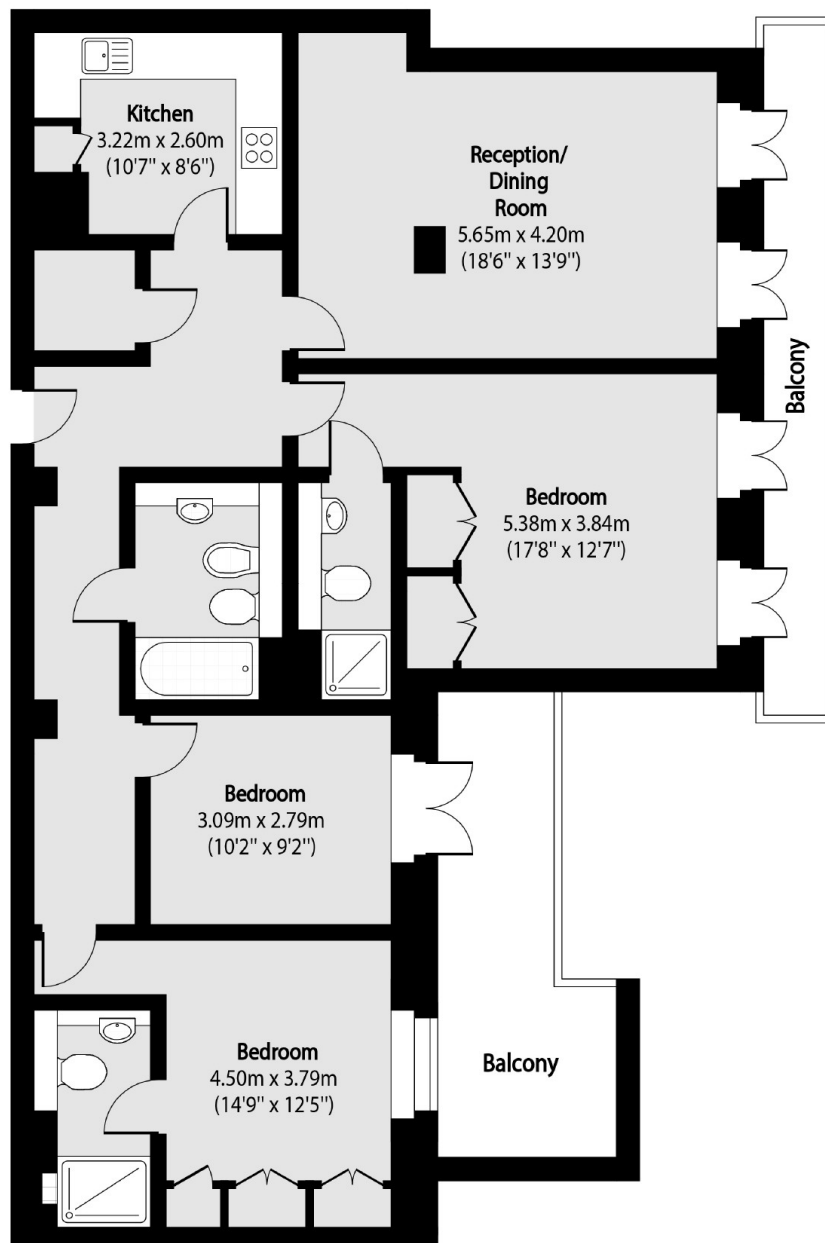 Kitchen
3.22m x 2.60m
(10'7" x 8'6")
Reception/
Dining
Room
5.65m x 4.20m
(18'6" x 13'9")
Balcony
Bedroom
5.38m x 3.84m
(17'8" x 12'7")
Bedroom
3.09m x 2.79m
(10'2" x 9'2")
Bedroom
4.50m x 3.79m
(14'9" x 12'5")
Balcony